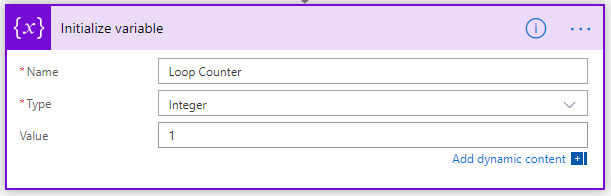 {x} Initialize variable
* Name Loop Counter
* Type Integer
Value 1
Add dynamic content